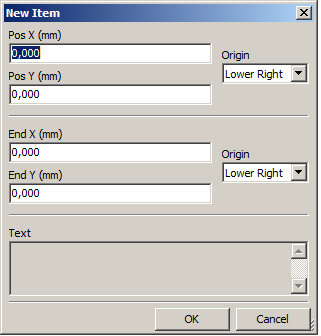 New Item
Pos X (mm)
0,000
Origin
Lower Right
Pos Y (mm)
0,000
End X (mm)
0,000
Origin
Lower Right
End Y (mm)
0,000
Text
OK
Cancel